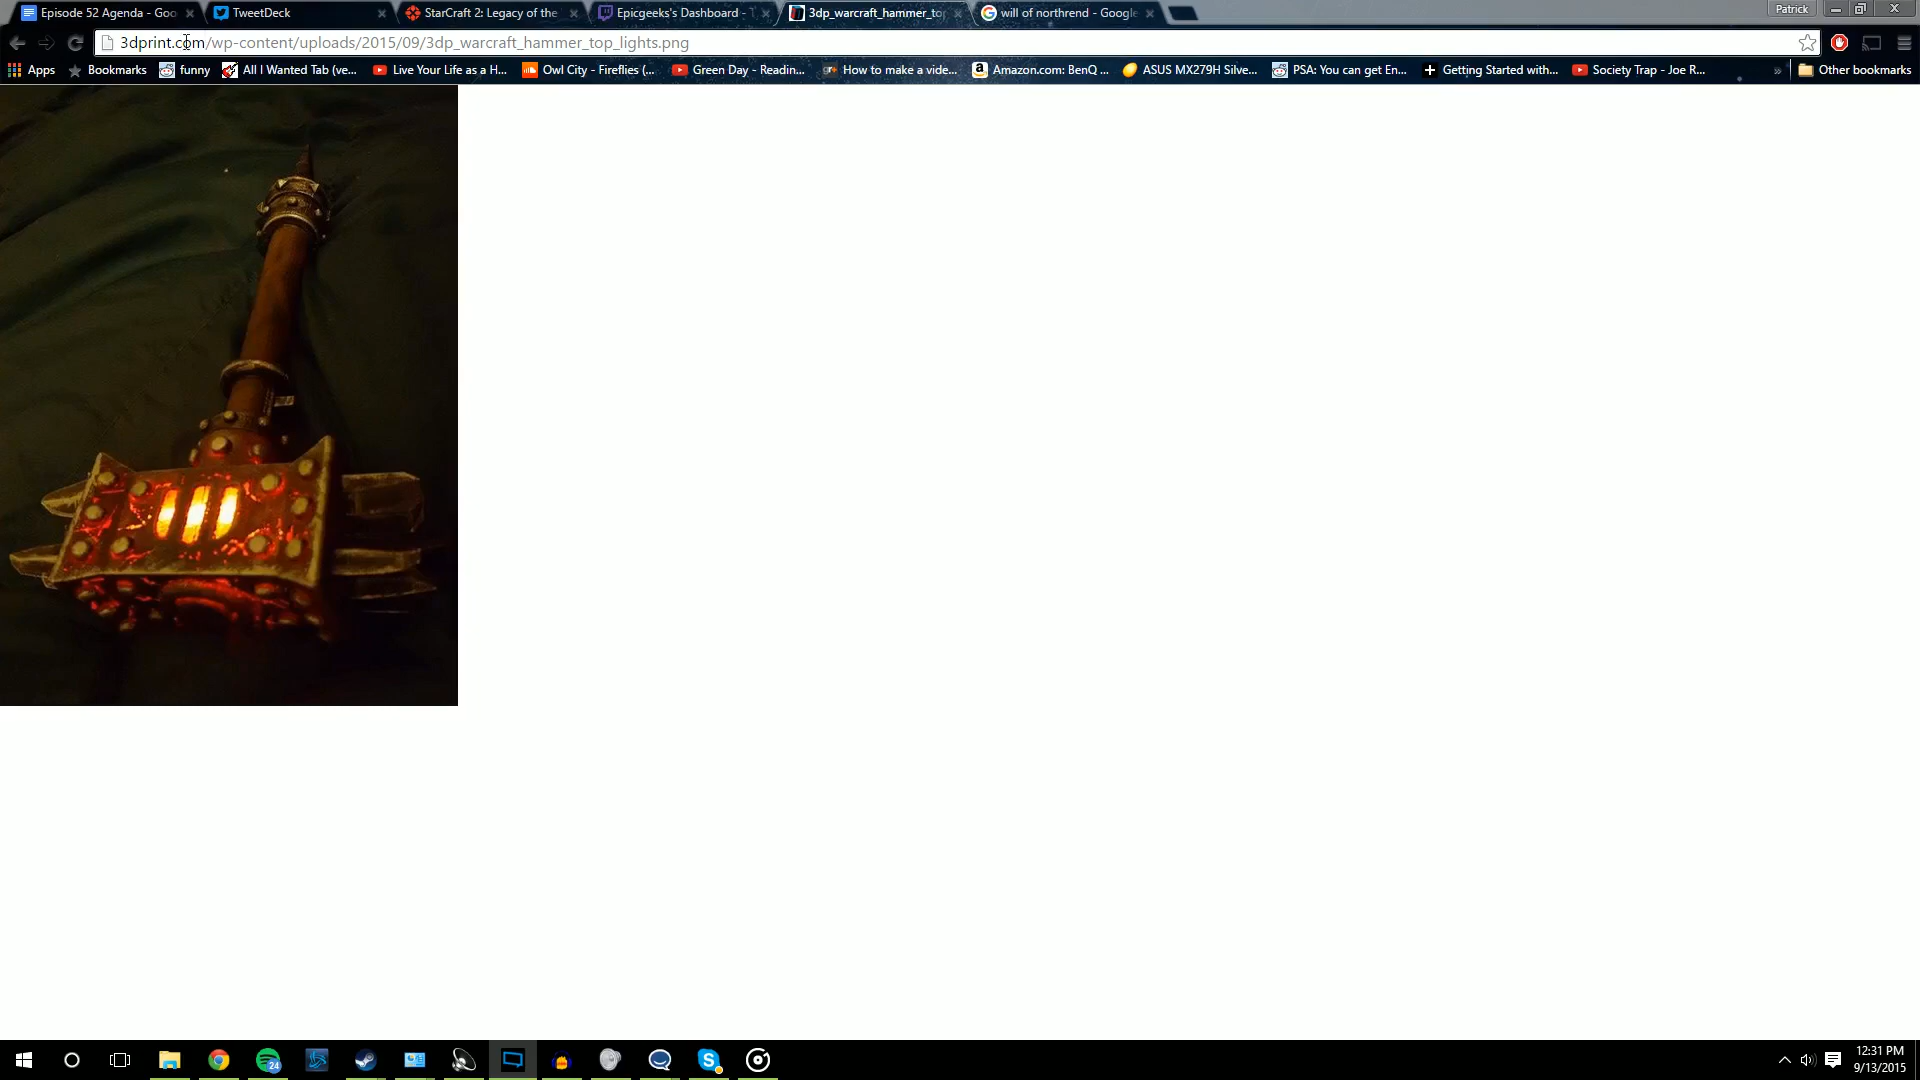 Episode 52 Agenda - Goo
TweetDeck
StarCraft 2: Legacy of the
Epicgeeks's Dashboard - T
3dp_warcraft_hammer_to
will of northrend - Google
Patrick
3dprint.com/wp-content/uploads/2015/09/3dp_warcraft_hammer_top_lights.png
Apps
Bookmarks
funny
All I Wanted Tab (ve...
Live Your Life as a H...
Owl City - Fireflies (...
Green Day - Readin...
How to make a vide...
Amazon.com: BenQ ...
ASUS MX279H Silve...
PSA: You can get En...
Getting Started with...
Society Trap - Joe R...
»
Other bookmarks
24
12:31 PM
9/13/2015